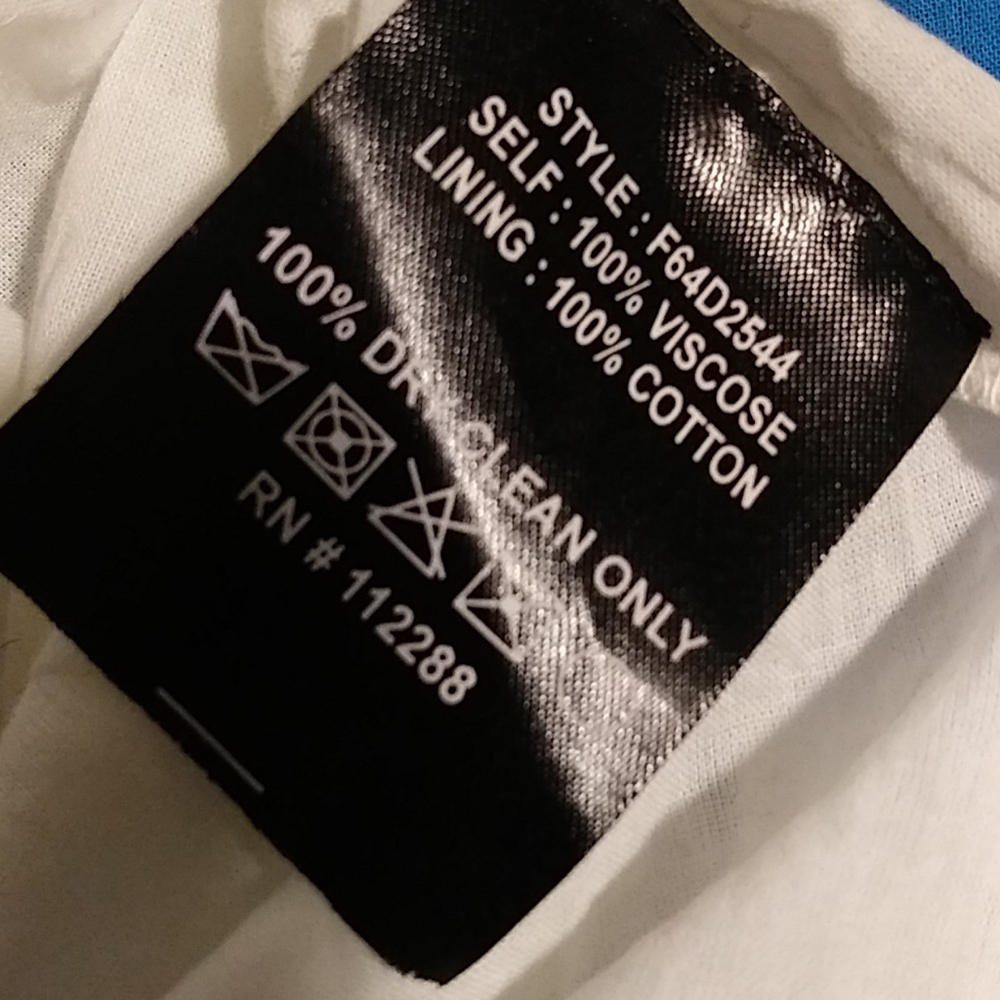 STYLE : F64D2544
SELF : 100% VISCOSE
LINING : 100% COTTON
100% DRY CLEAN ONLY
RN # 112288